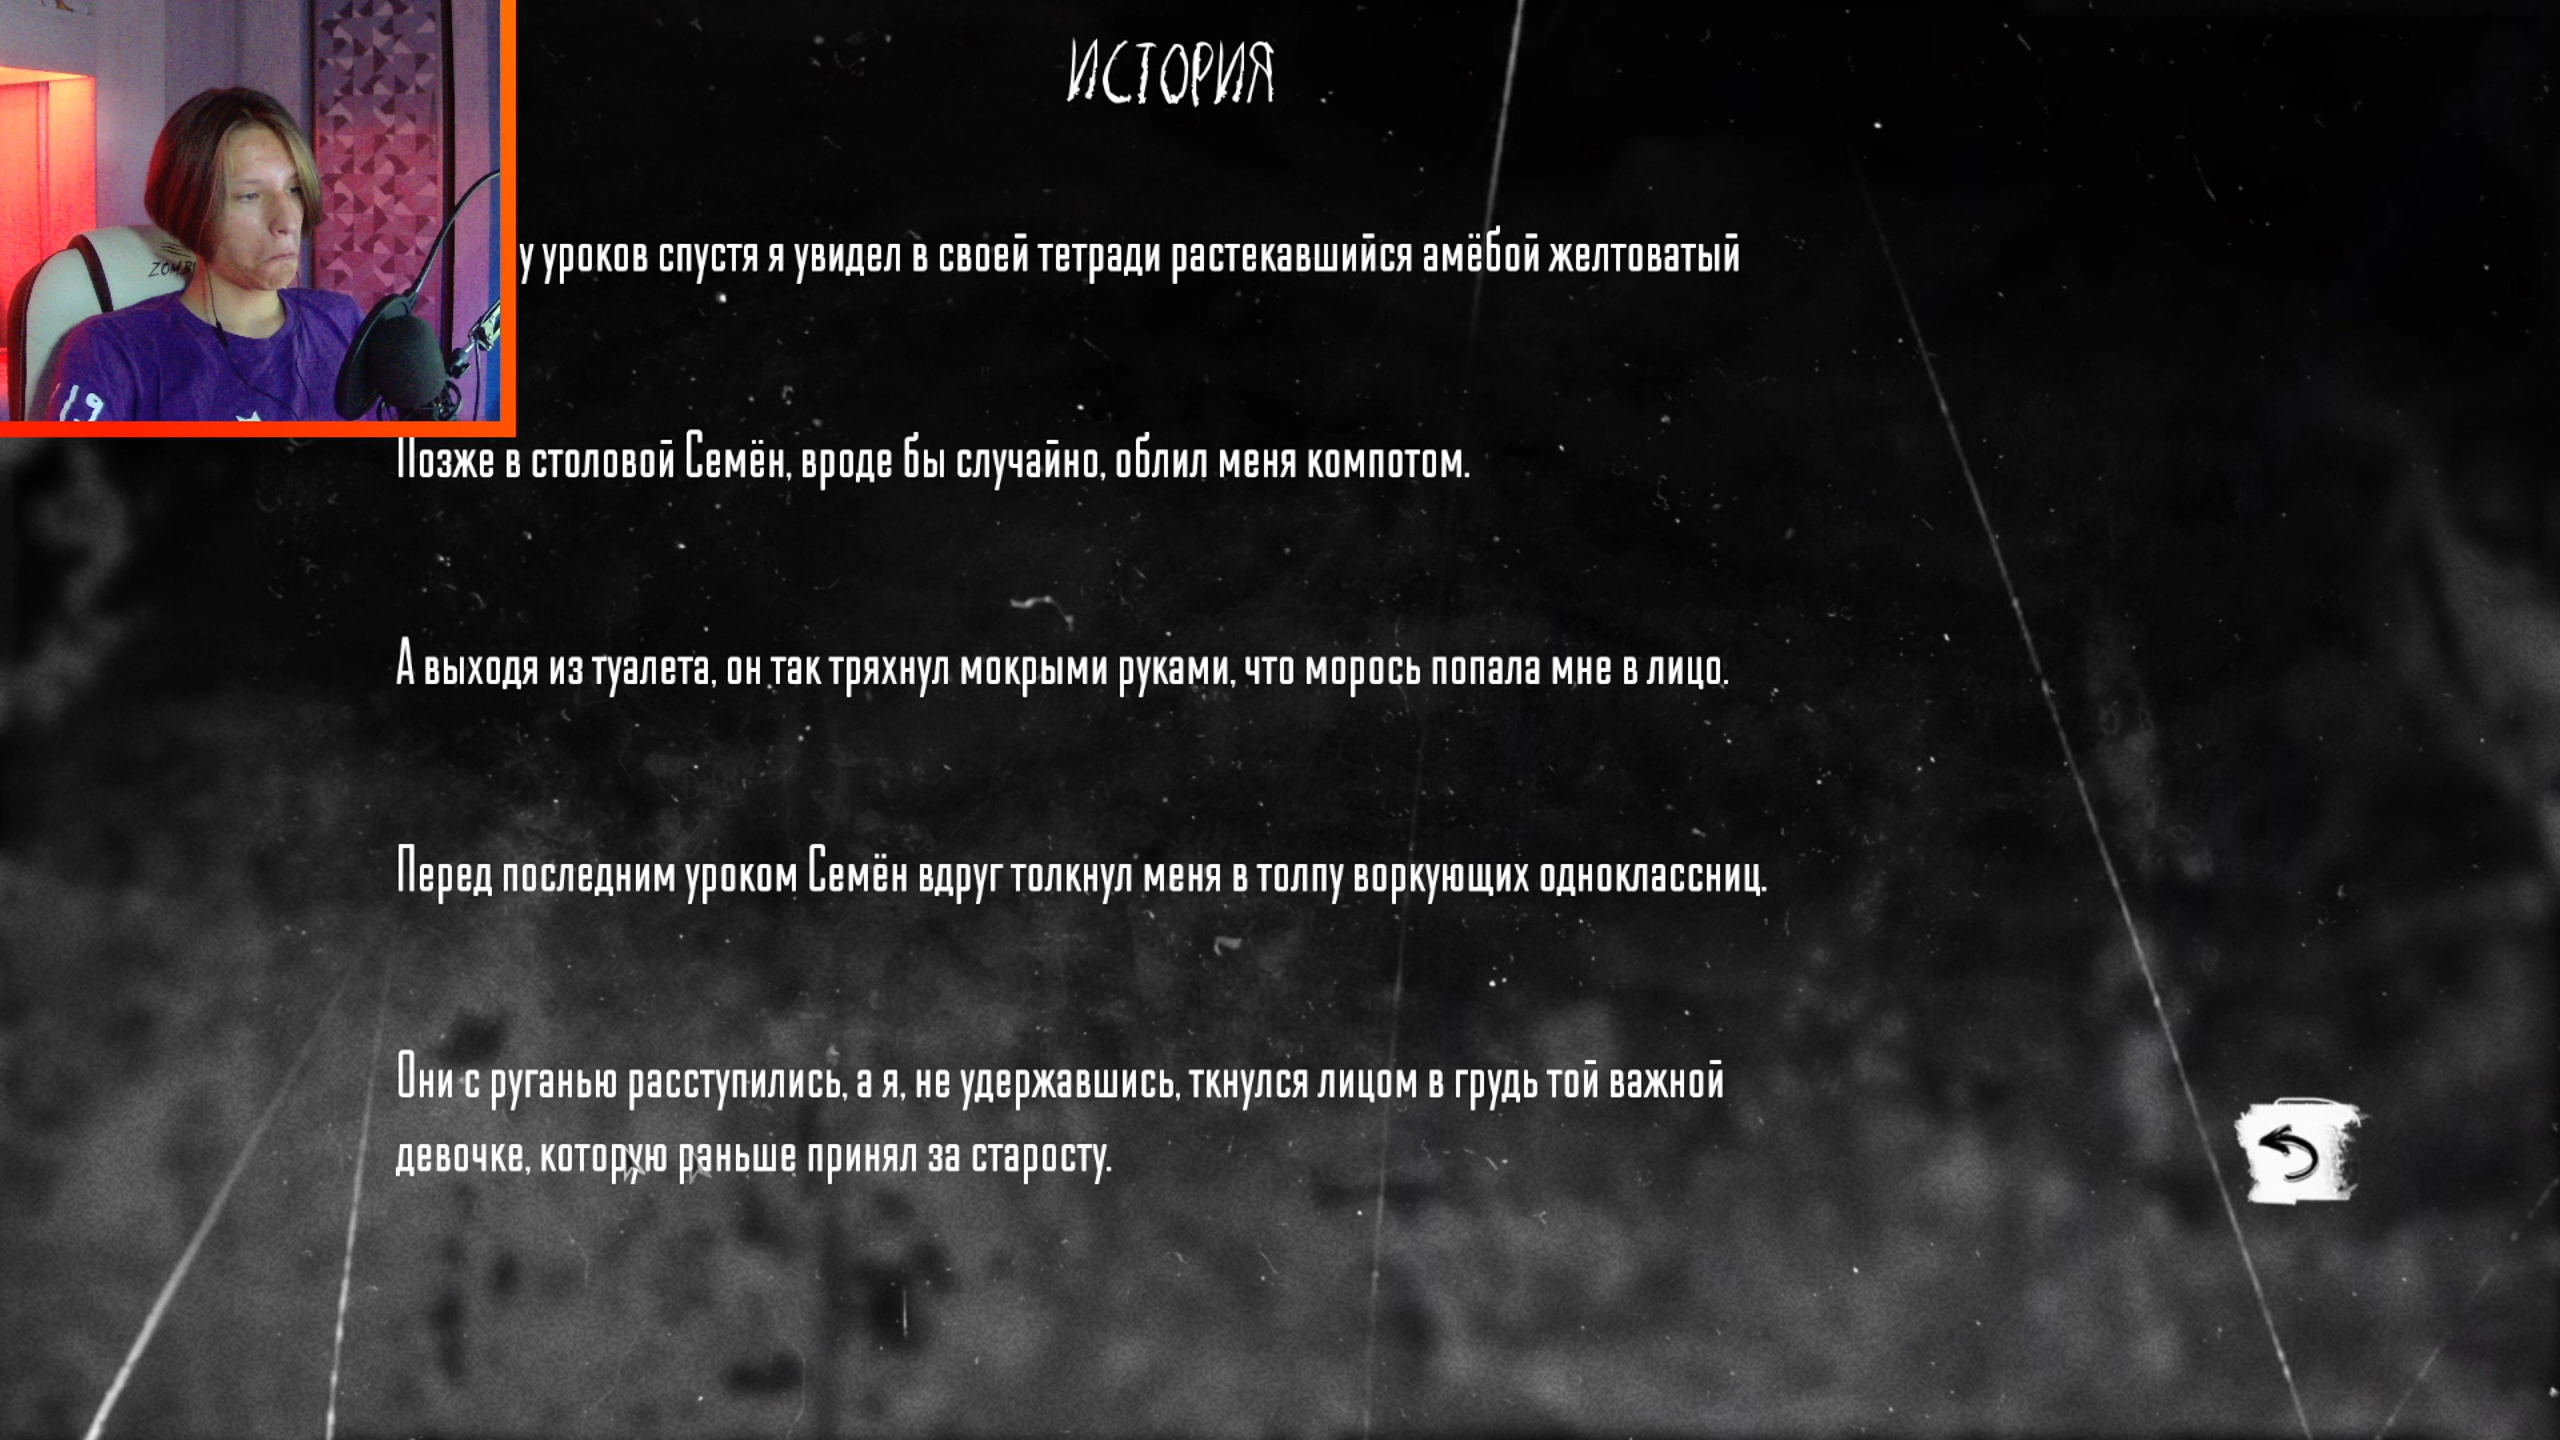 ИСТОРИЯ
у уроков спустя я увидел в своей тетради растекавшийся амёбой желтоватый
Позже в столовой Семён, вроде бы случайно, облил меня компотом.
А выходя из туалета, он так тряхнул мокрыми руками, что морось попала мне в лицо.
Перед последним уроком Семён вдруг толкнул меня в толпу воркующих одноклассниц.
Они с руганью расступились, а я, не удержавшись, ткнулся лицом в грудь той важной
девочке, которую раньше принял за старосту.
19